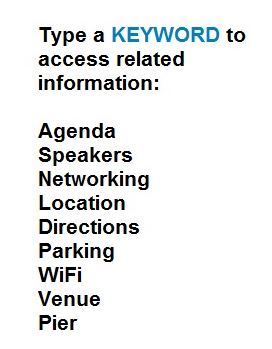 Type a KEYWORD to
access related
information:
Agenda
Speakers
Networking
Location
Directions
Parking
WiFi
Venue
Pier